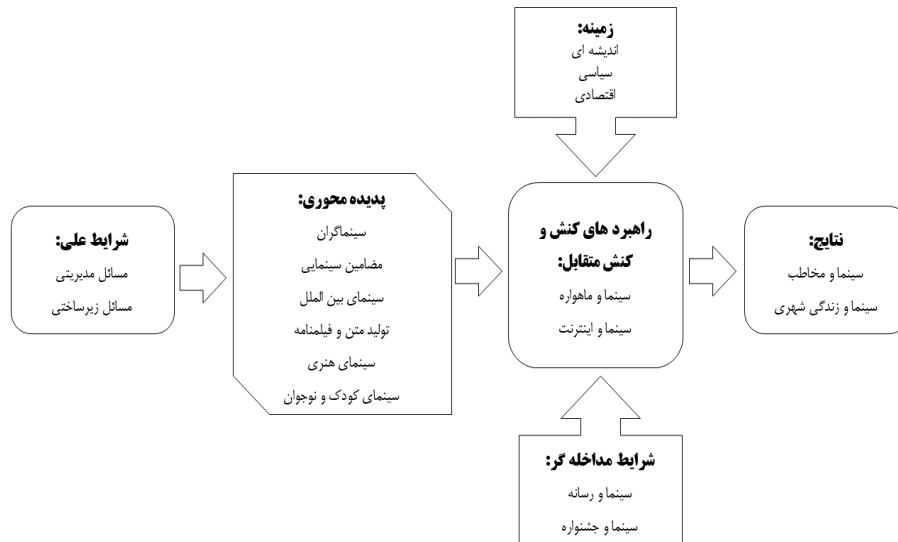 زمینه:
اندیشه ای
سیاسی
اقتصادی
شرایط علی:
مسائل مدیریتی
مسائل زیرساختی
پدیده محوری:
سینماگران
مضامین سینمایی
سینمای بین الملل
تولید متن و فیلمنامه
سینمای هنری
سینمای کودک و نوجوان
راهبرد های کنش و
کنش متقابل:
سینما و ماهواره
سینما و اینترنت
نتایج:
سینما و مخاطب
سینما و زندگی شهری
شرایط مداخله گر:
سینما و رسانه
سینما و جشنواره